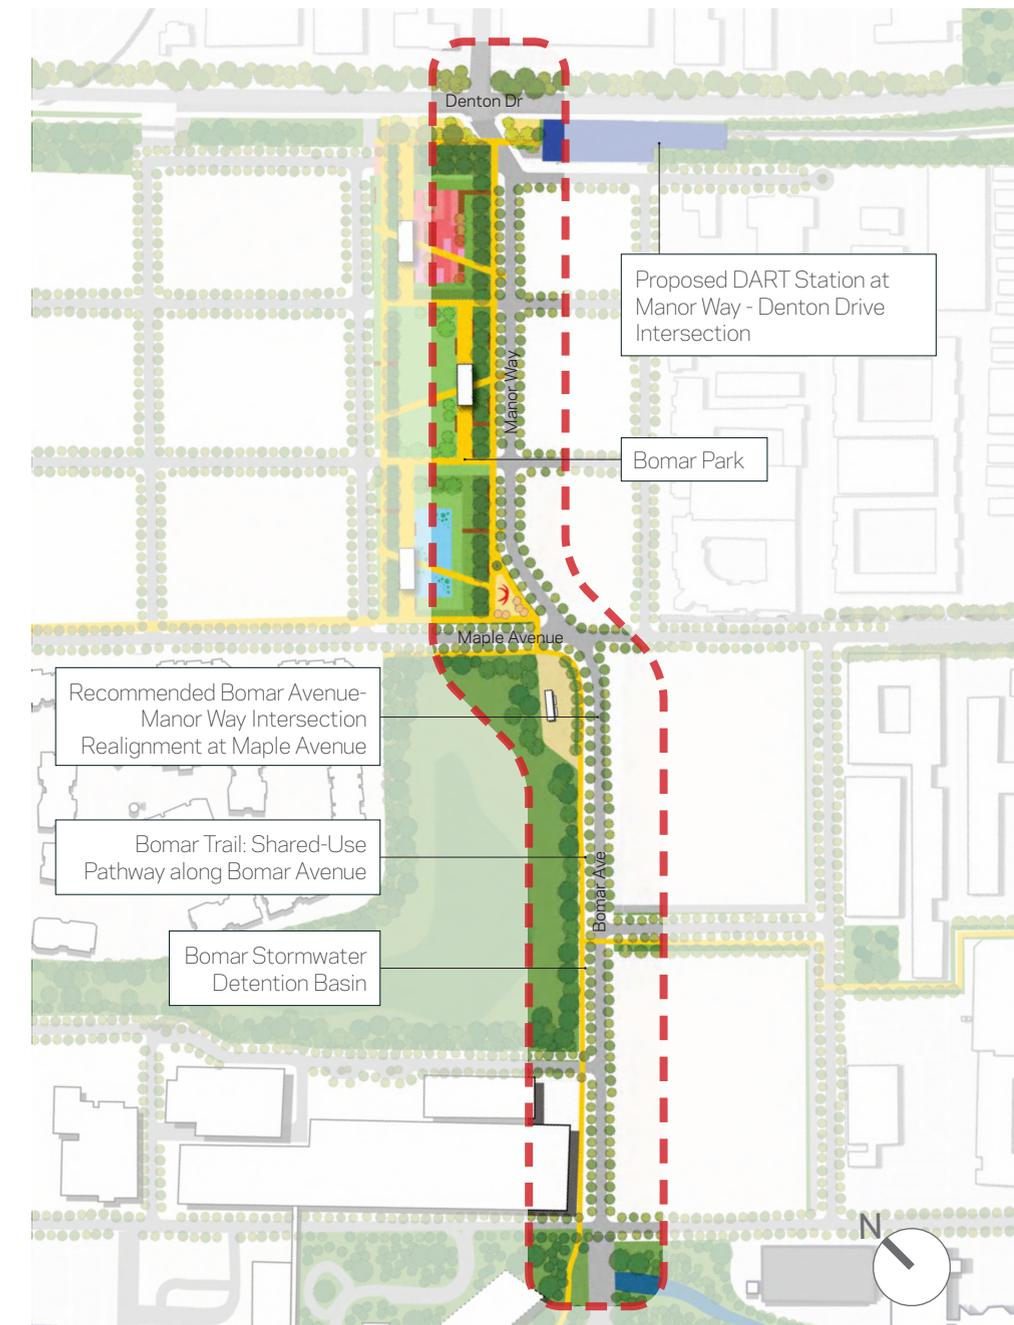 Denton Dr
Proposed DART Station at
Manor Way - Denton Drive
Intersection
Manor Way
Bomar Park
Maple Avenue
Recommended Bomar Avenue-
Manor Way Intersection
Realignment at Maple Avenue
Bomar Trail: Shared-Use
Pathway along Bomar Avenue
Bomar Ave
Bomar Stormwater
Detention Basin
N